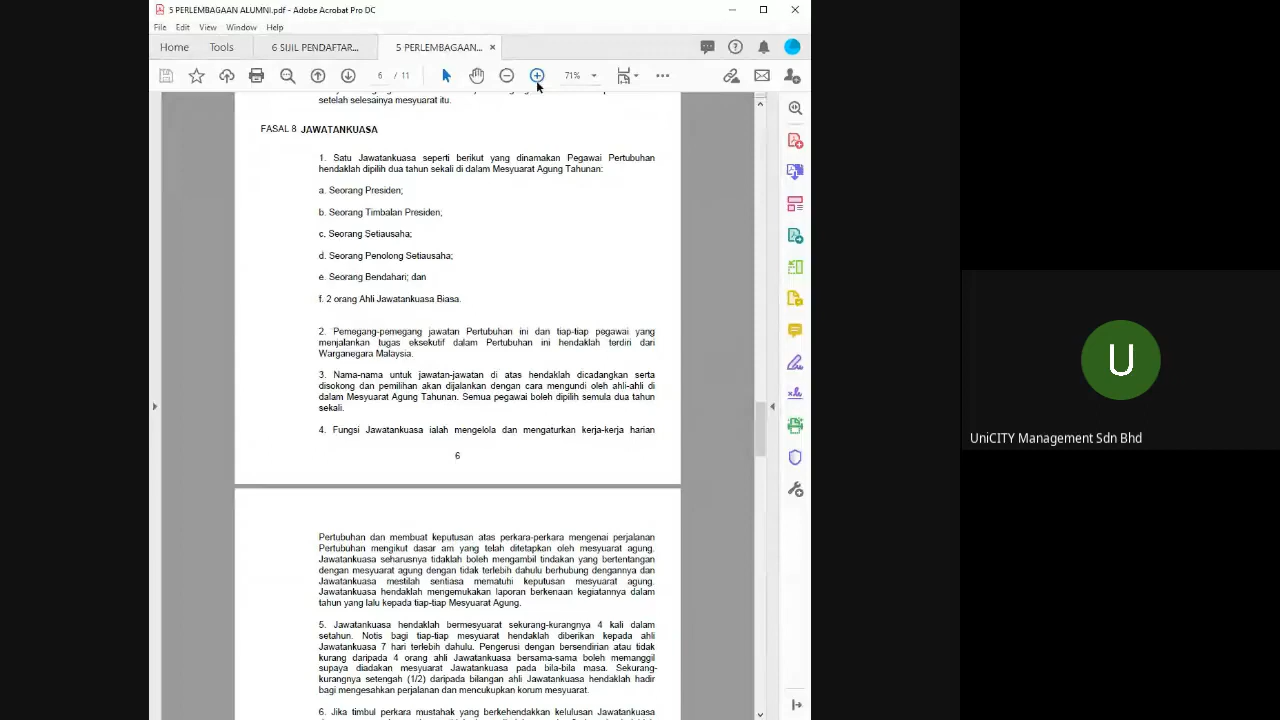 5 PERLEMBAGAAN ALUMNI.pdf - Adobe Acrobat Pro DC
File Edit View Window Help
Home Tools 6 SIJIL PENDAFTAR... 5 PERLEMBAGAAN... ×
6 / 11 71%
setelah selesainya mesyuarat itu.
FASAL 8 JAWATANKUASA
1. Satu Jawatankuasa seperti berikut yang dinamakan Pegawai Pertubuhan
hendaklah dipilih dua tahun sekali di dalam Mesyuarat Agung Tahunan:
a. Seorang Presiden;
b. Seorang Timbalan Presiden;
c. Seorang Setiausaha;
d. Seorang Penolong Setiausaha;
e. Seorang Bendahari; dan
f. 2 orang Ahli Jawatankuasa Biasa.
2. Pemegang-pemegang jawatan Pertubuhan ini dan tiap-tiap pegawai yang
menjalankan tugas eksekutif dalam Pertubuhan ini hendaklah terdiri dari
Warganegara Malaysia.
3. Nama-nama untuk jawatan-jawatan di atas hendaklah dicadangkan serta
disokong dan pemilihan akan dijalankan dengan cara mengundi oleh ahli-ahli di
dalam Mesyuarat Agung Tahunan. Semua pegawai boleh dipilih semula dua tahun
sekali.
4. Fungsi Jawatankuasa ialah mengelola dan mengaturkan kerja-kerja harian
6
Pertubuhan dan membuat keputusan atas perkara-perkara mengenai perjalanan
Pertubuhan mengikut dasar am yang telah ditetapkan oleh mesyuarat agung.
Jawatankuasa seharusnya tidaklah boleh mengambil tindakan yang bertentangan
dengan mesyuarat agung dengan tidak terlebih dahulu berhubung dengannya dan
Jawatankuasa mestilah sentiasa mematuhi keputusan mesyuarat agung.
Jawatankuasa hendaklah mengemukakan laporan berkenaan kegiatannya dalam
tahun yang lalu kepada tiap-tiap Mesyuarat Agung.
5. Jawatankuasa hendaklah bermesyuarat sekurang-kurangnya 4 kali dalam
setahun. Notis bagi tiap-tiap mesyuarat hendaklah diberikan kepada ahli
Jawatankuasa 7 hari terlebih dahulu. Pengerusi dengan bersendirian atau tidak
kurang daripada 4 orang ahli Jawatankuasa bersama-sama boleh memanggil
supaya diadakan mesyuarat Jawatankuasa pada bila-bila masa. Sekurang-
kurangnya setengah (1/2) daripada bilangan ahli Jawatankuasa hendaklah hadir
bagi mengesahkan perjalanan dan mencukupkan korum mesyuarat.
6. Jika timbul perkara mustahak yang berkehendakkan kelulusan Jawatankuasa
U
UniCITY Management Sdn Bhd